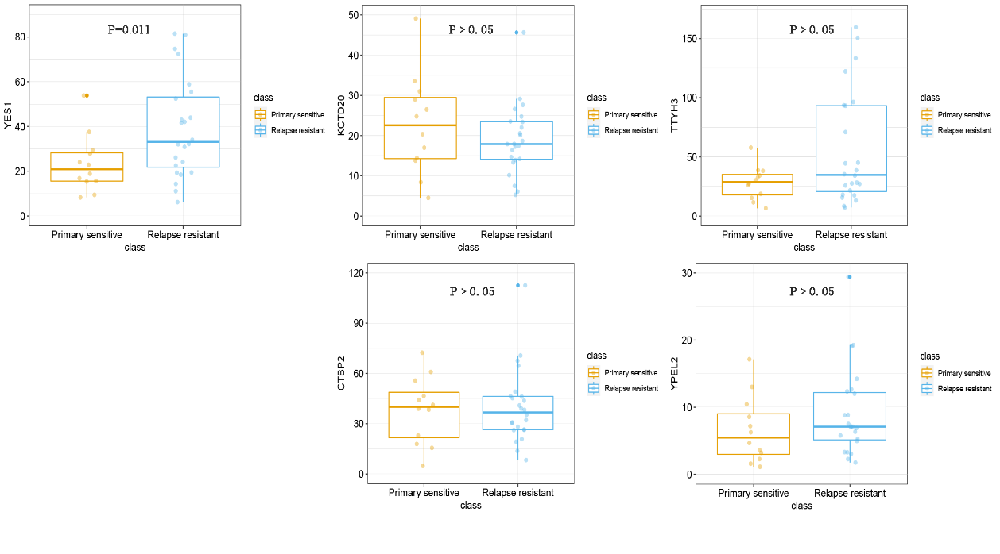 P=0.011
80
60
40
20
0
YES1
Primary sensitive Relapse resistant
class
class
Primary sensitive
Relapse resistant
P > 0.05
50
40
30
20
10
0
KCTD20
Primary sensitive Relapse resistant
class
class
Primary sensitive
Relapse resistant
P > 0.05
150
100
50
0
TTYH3
Primary sensitive Relapse resistant
class
class
Primary sensitive
Relapse resistant
P > 0.05
120
90
60
30
0
CTBP2
Primary sensitive Relapse resistant
class
class
Primary sensitive
Relapse resistant
P > 0.05
30
20
10
0
YPEL2
Primary sensitive Relapse resistant
class
class
Primary sensitive
Relapse resistant